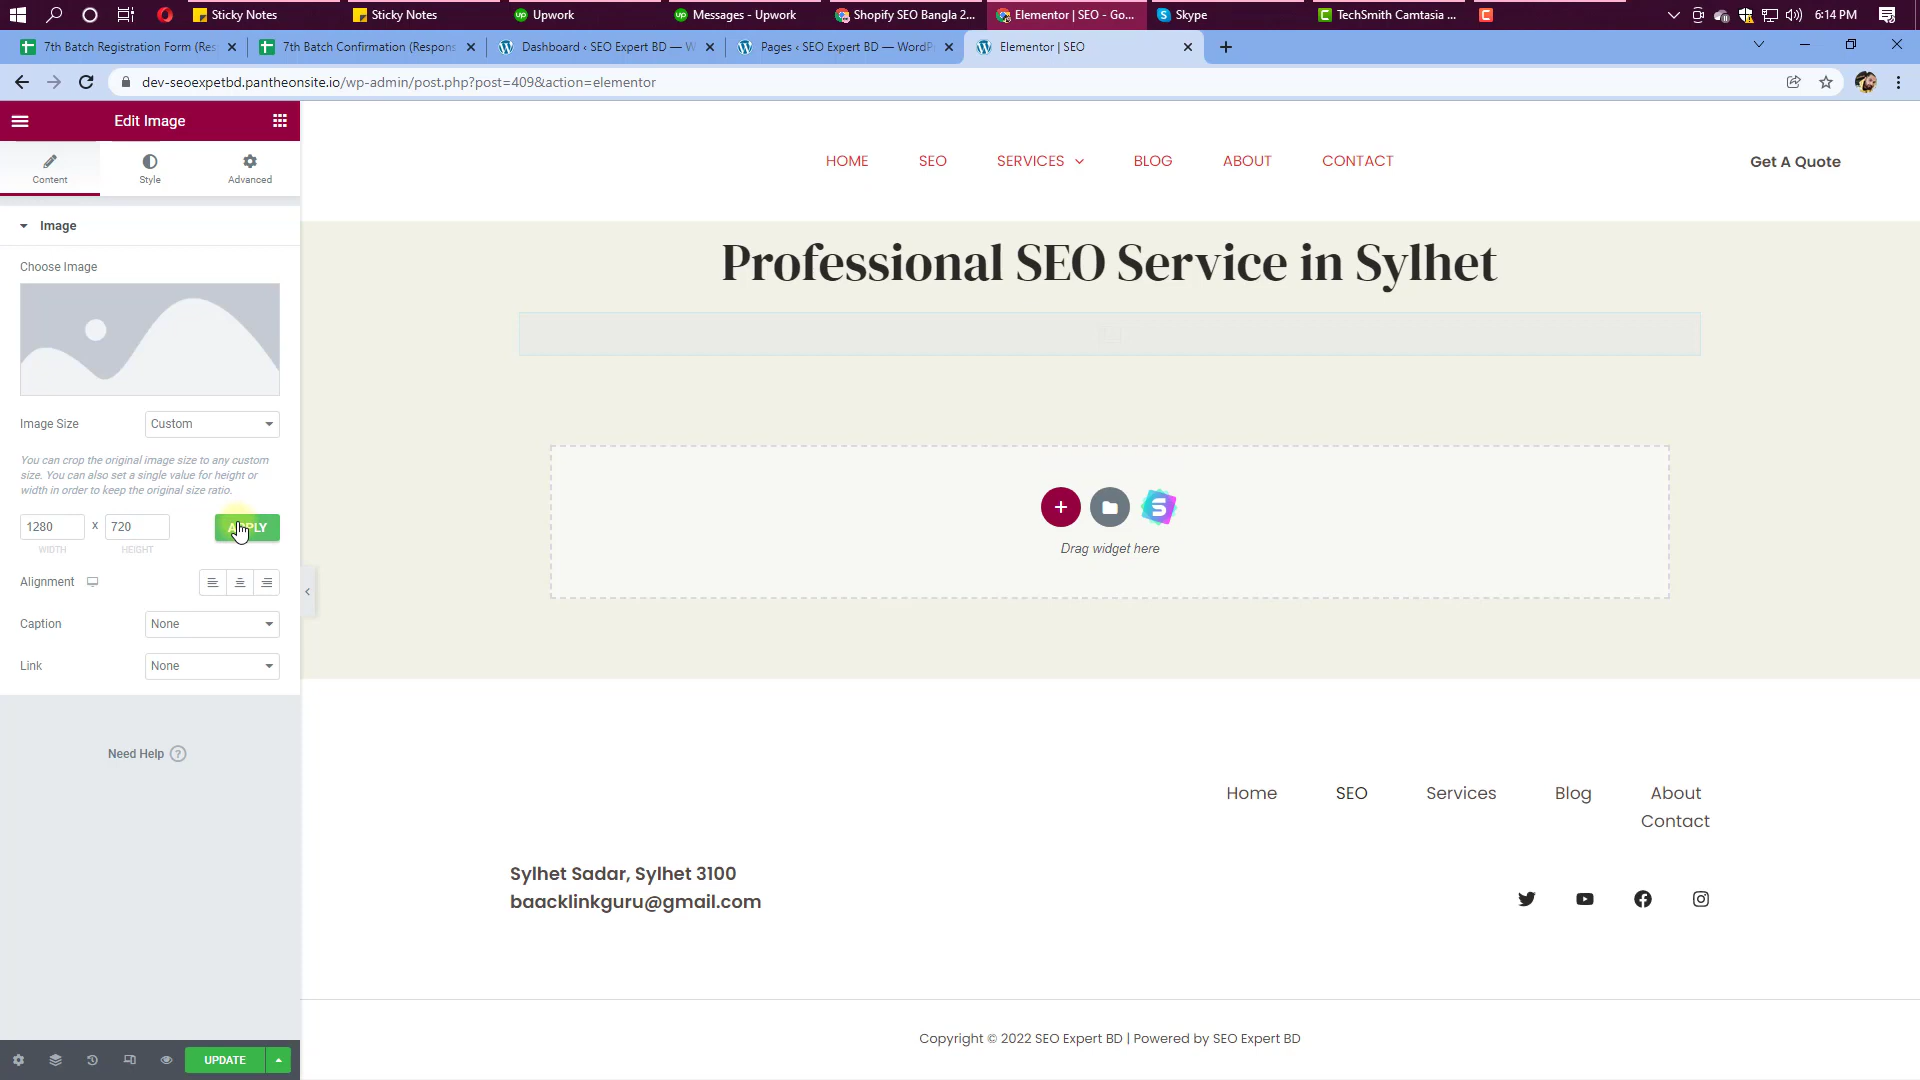 Sticky Notes
Sticky Notes
Upwork
Messages - Upwork
Shopify SEO Bangla 2...
Elementor | SEO - Go...
Skype
TechSmith Camtasia ...
6:14 PM
7th Batch Registration Form (Res
7th Batch Confirmation (Respons
Dashboard ‹ SEO Expert BD — W
Pages ‹ SEO Expert BD — WordP
Elementor | SEO
dev-seoexpetbd.pantheonsite.io/wp-admin/post.php?post=409&action=elementor
Edit Image
Content
Style
Advanced
Image
Choose Image
Image Size
Custom
You can crop the original image size to any custom
size. You can also set a single value for height or
width in order to keep the original size ratio.
1280 x 720
APPLY
WIDTH
HEIGHT
Alignment
Caption
None
Link
None
Need Help
UPDATE
HOME
SEO
SERVICES
BLOG
ABOUT
CONTACT
Get A Quote
Professional SEO Service in Sylhet
Drag widget here
Home
SEO
Services
Blog
About
Contact
Sylhet Sadar, Sylhet 3100
baacklinkguru@gmail.com
Copyright © 2022 SEO Expert BD | Powered by SEO Expert BD